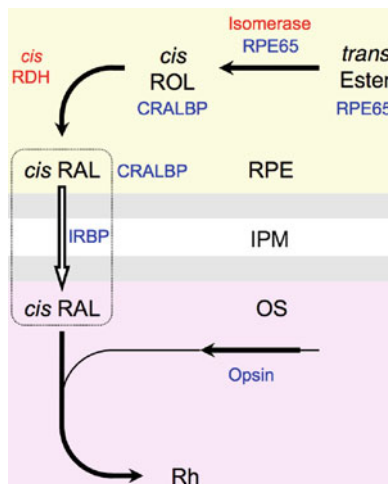 Isomerase
cis
cis
trans
RPE65
RDH
ROL
Ester
CRALBP
RPE65
cis RAL
CRALBP
RPE
IRBP
IPM
cis RAL
OS
Opsin
Rh